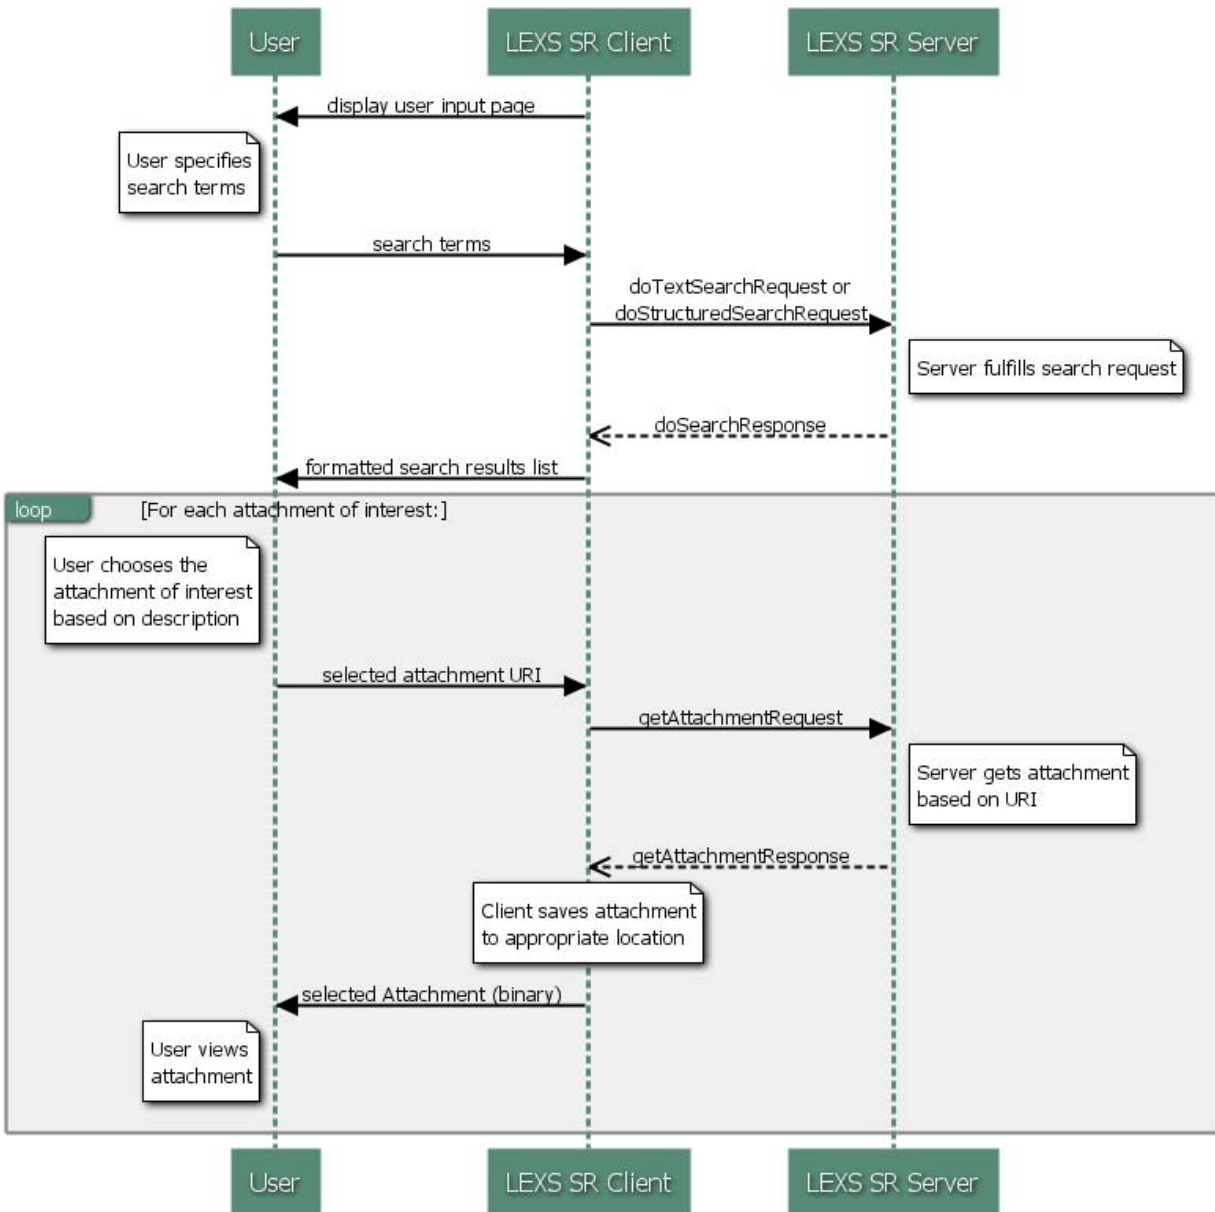 User
LEXS SR Client
LEXS SR Server
display user input page
User specifies
search terms
search terms
doTextSearchRequest or
doStructuredSearchRequest
Server fulfills search request
doSearchResponse
formatted search results list
loop
[For each attachment of interest:]
User chooses the
attachment of interest
based on description
selected attachment URI
getAttachmentRequest
Server gets attachment
based on URI
getAttachmentResponse
Client saves attachment
to appropriate location
selected Attachment (binary)
User views
attachment
User
LEXS SR Client
LEXS SR Server